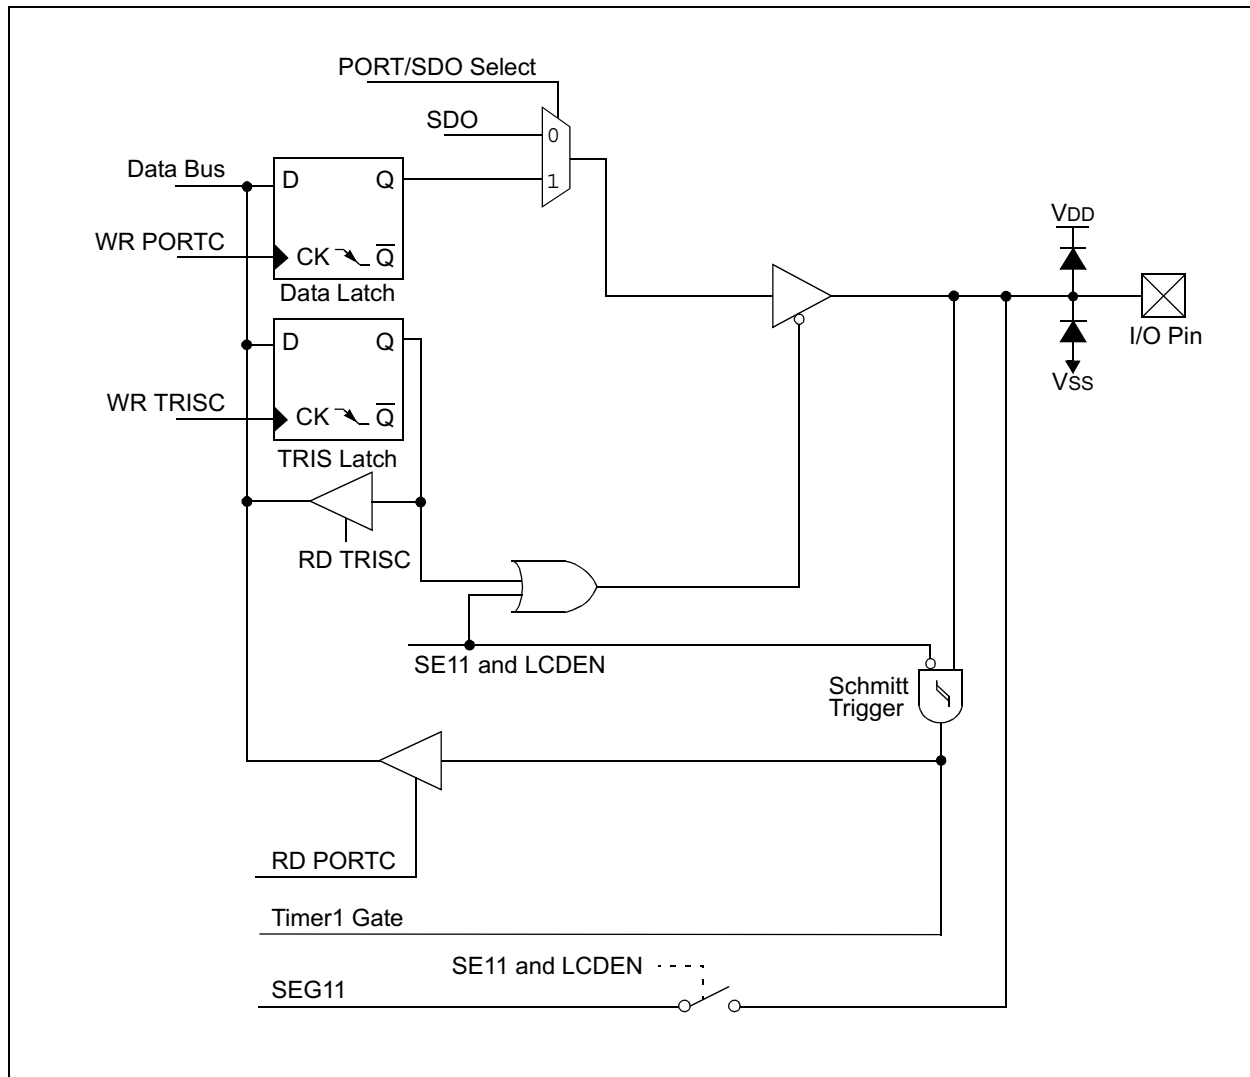 PORT/SDO Select
SDO
0
1
Data Bus
D
Q
WR PORTC
CK
Q
Data Latch
D
Q
WR TRISC
CK
Q
TRIS Latch
RD TRISC
VDD
I/O Pin
VSS
SE11 and LCDEN
Schmitt
Trigger
RD PORTC
Timer1 Gate
SE11 and LCDEN
SEG11